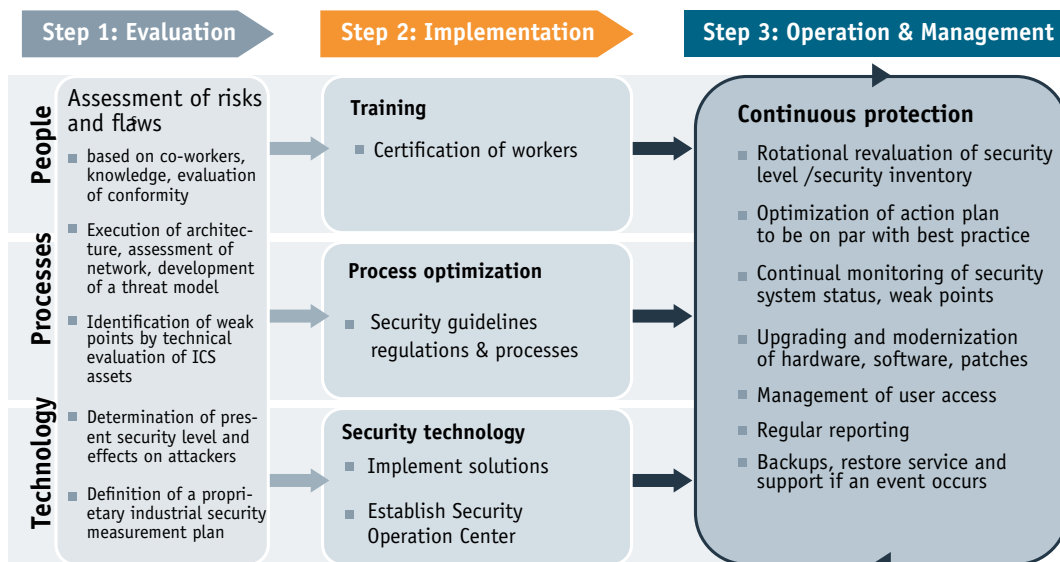 Step 1: Evaluation
Step 2: Implementation
Step 3: Operation & Management
People
Processes
Technology
Assessment of risks
and flaws
based on co-workers,
knowledge, evaluation
of conformity
Execution of architec-
ture, assessment of
network, development
of a threat model
Identification of weak
points by technical
evaluation of ICS
assets
Determination of pres-
ent security level and
effects on attackers
Definition of a propri-
etary industrial security
measurement plan
Training
Certification of workers
Process optimization
Security guidelines
regulations & processes
Security technology
Implement solutions
Establish Security
Operation Center
Continuous protection
Rotational revaluation of security
level /security inventory
Optimization of action plan
to be on par with best practice
Continual monitoring of security
system status, weak points
Upgrading and modernization
of hardware, software, patches
Management of user access
Regular reporting
Backups, restore service and
support if an event occurs